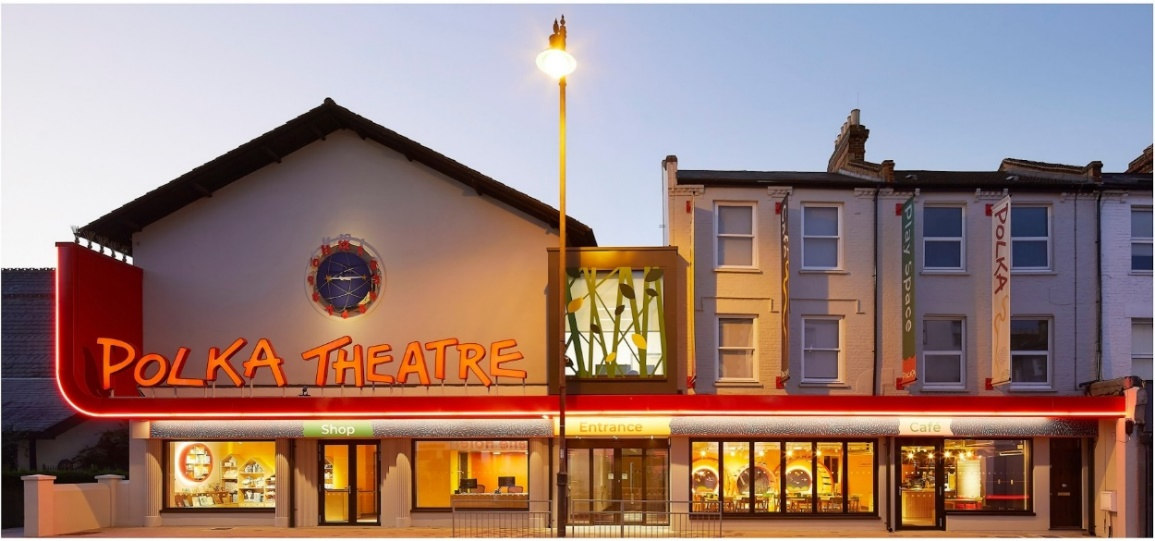 POLKA THEATRE
Play Space
POLKA
Shop
Entrance
Café